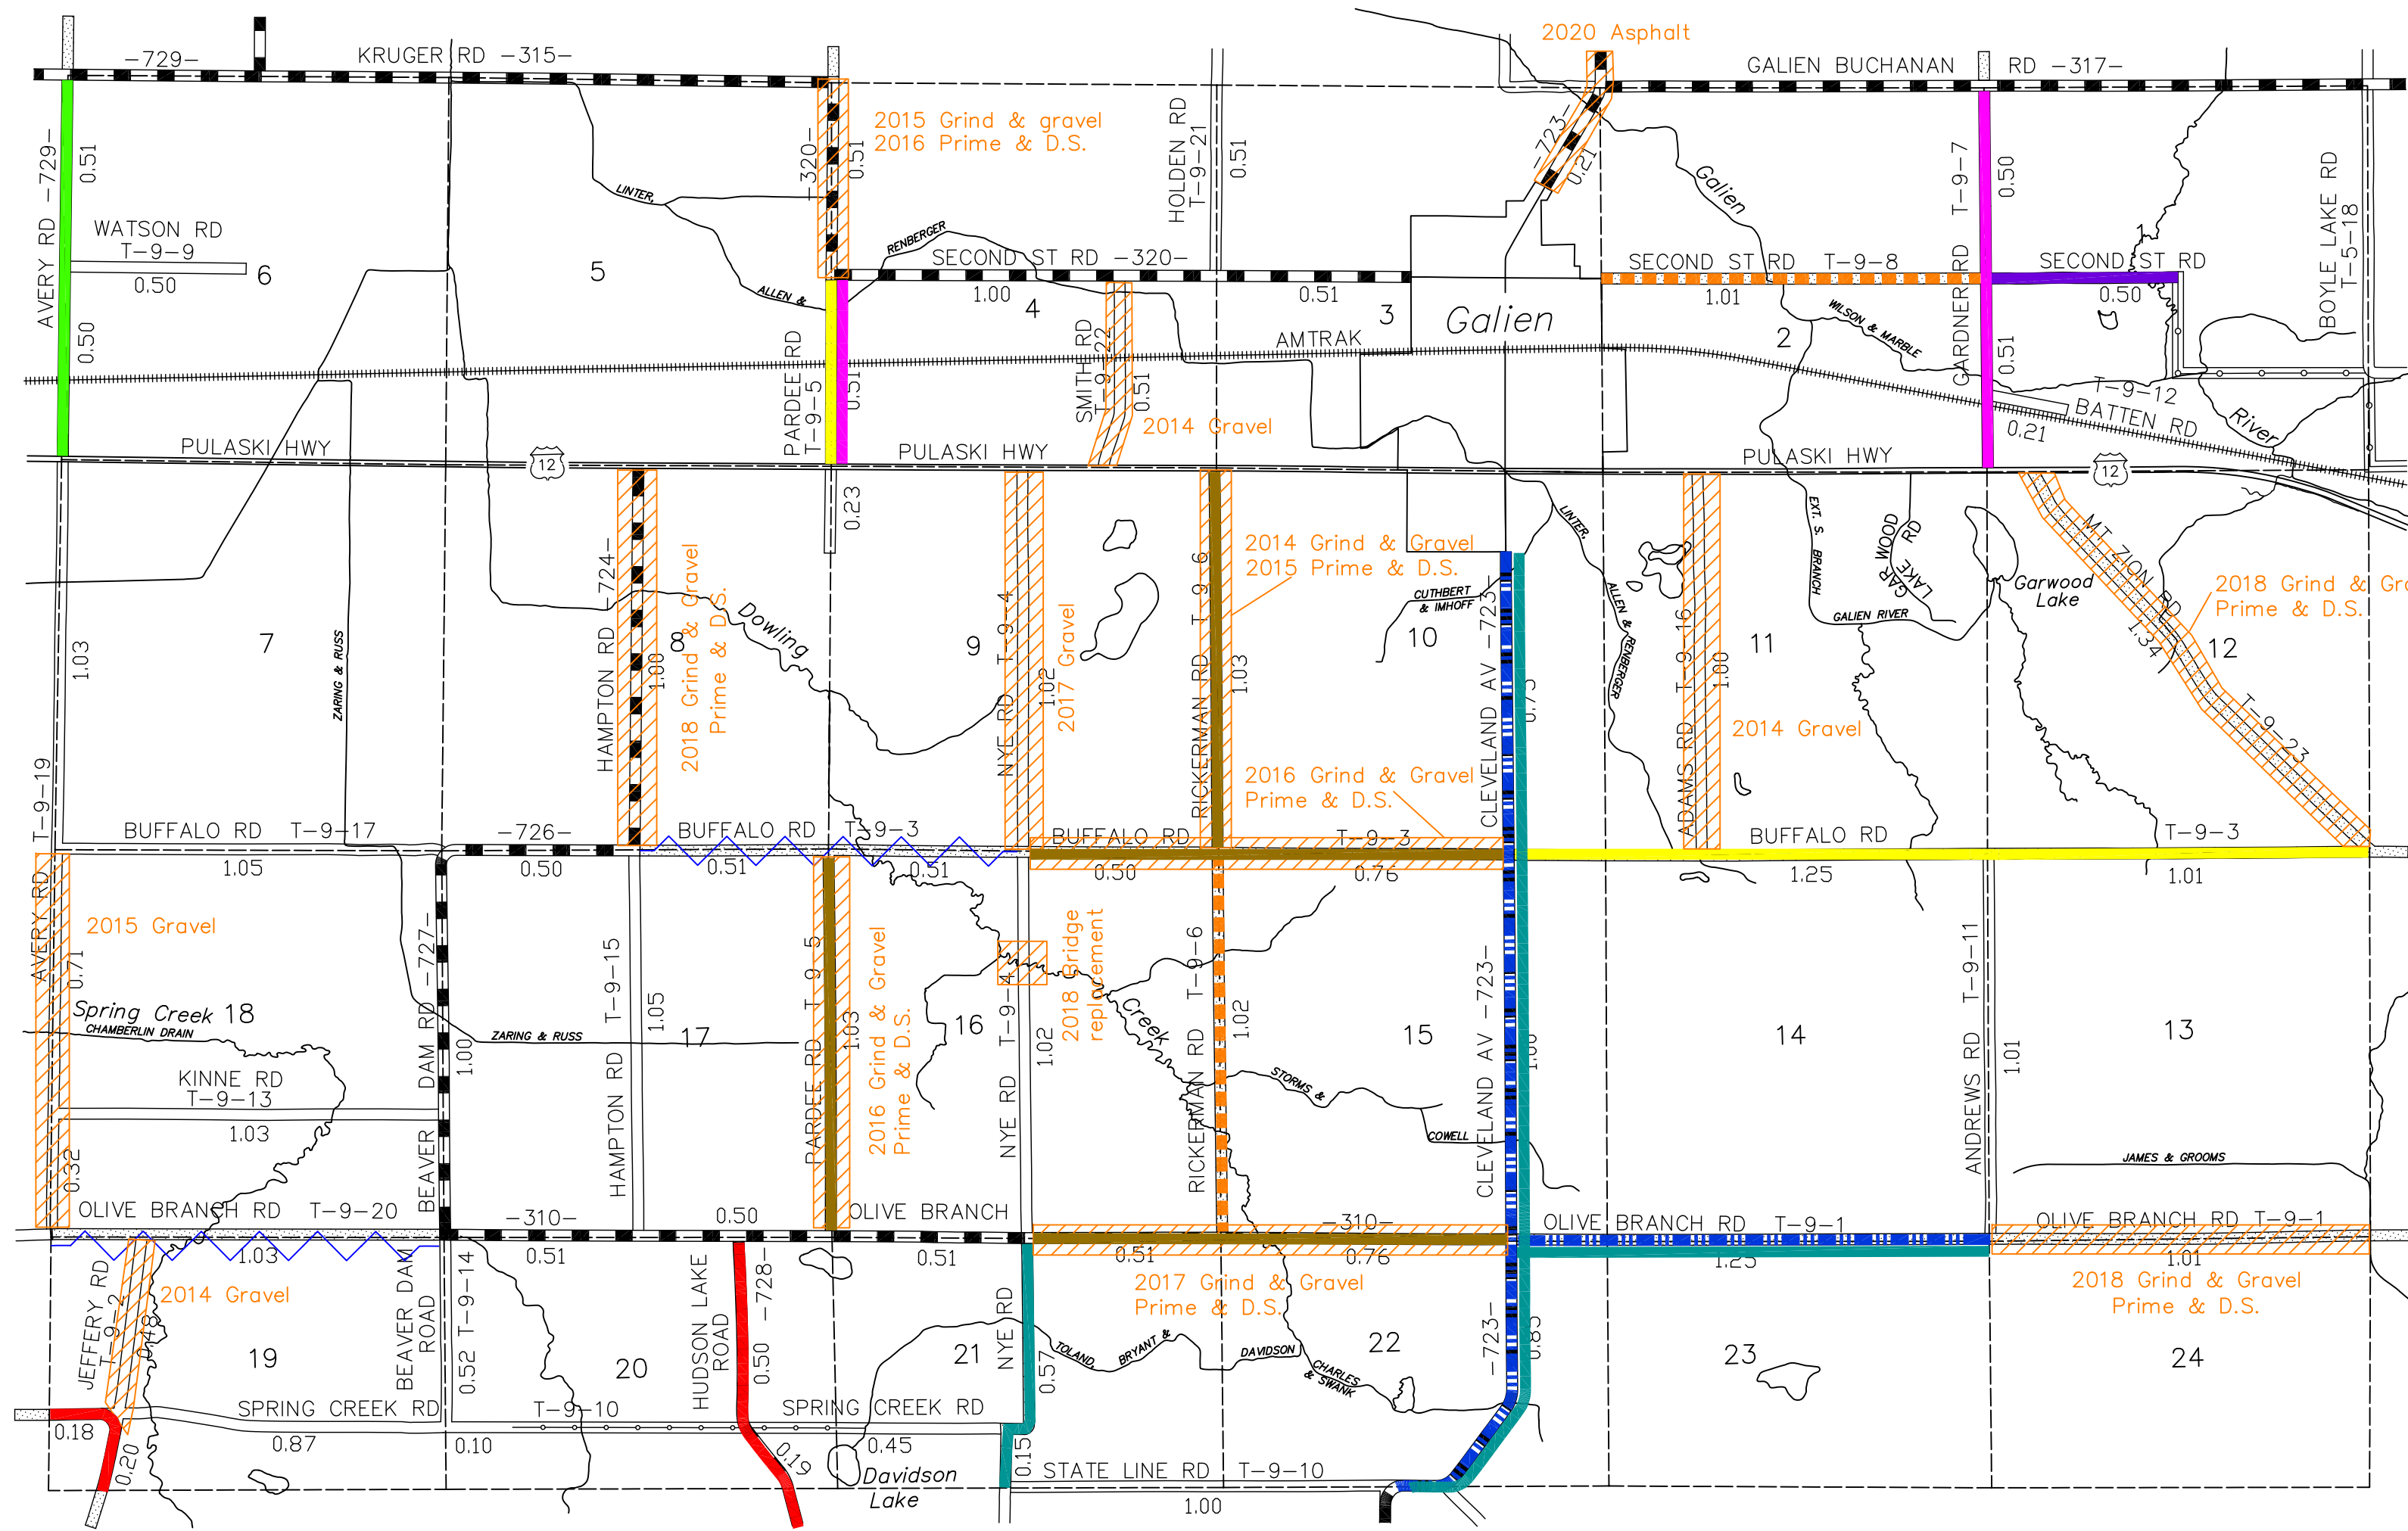 2020 Asphalt
-729-
KRUGER RD -315-
GALIEN BUCHANAN RD -317-
AVERY RD -729-
0.51
WATSON RD
T-9-9
0.50
6
0.50
5
LINTER,
ALLEN &
RENBERGER
-320-
0.51
2015 Grind & gravel
2016 Prime & D.S.
HOLDEN RD
T-9-21
0.51
-723-
0.21
Galien
GARDNER RD T-9-7
0.50
1
BOYLE LAKE RD
T-5-18
SECOND ST RD -320-
1.00
0.51
4
3
SECOND ST RD T-9-8
1.01
SECOND ST RD
0.50
Galien
AMTRAK
2
WILSON & MARBLE
0.51
PARDEE RD
T-9-5
0.51
SMITHE RD
T-9-22
0.51
2014 Gravel
T-9-12
BATTEN RD
0.21
River
PULASKI HWY
12
PULASKI HWY
PULASKI HWY
12
0.23
1.03
7
ZARING & RUSS
T-9-19
HAMPTON RD -724-
1.00
8
2018 Grind & Gravel
Prime & D.S.
Dowling
9
NYE RD T-9-4
1.02
2017 Gravel
RICKERMAN RD T-9-6
1.03
2014 Grind & Gravel
2015 Prime & D.S.
CUTHBERT
& IMHOFF
10
CLEVELAND AV -723-
0.75
2016 Grind & Gravel
Prime & D.S.
LINTER,
ALLEN & RENBERGER
ADAMS RD T-9-16
1.00
11
2014 Gravel
EXT. S. BRANCH
GALIEN RIVER
GAR WOOD
LAKE RD
Garwood
Lake
MT ZION RD
1.34
T-9-23
12
2018 Grind & Gra
Prime & D.S.
BUFFALO RD T-9-17
1.05
-726-
0.50
BUFFALO RD T-9-3
0.51
0.51
BUFFALO RD T-9-3
0.50
0.76
BUFFALO RD T-9-3
1.25
1.01
AVERY RD
0.71
2015 Gravel
Spring Creek 18
CHAMBERLIN DRAIN
KINNE RD
T-9-13
1.03
0.32
BEAVER DAM RD -727-
1.00
ZARING & RUSS
HAMPTON RD T-9-15
1.05
17
PARDEE RD T-9-5
1.03
2016 Grind & Gravel
Prime & D.S.
16
NYE RD T-9-4
1.02
2018 Bridge
replacement
Creek
RICKERMAN RD T-9-6
1.02
STORMS &
COWELL
15
CLEVELAND AV -723-
1.00
14
ANDREWS RD T-9-11
1.01
13
JAMES & GROOMS
OLIVE BRANCH RD T-9-20
1.03
-310-
0.51
0.50
OLIVE BRANCH
0.51
-310-
0.51
0.76
OLIVE BRANCH RD T-9-1
1.25
OLIVE BRANCH RD T-9-1
1.01
JEFFERY RD
T-9-2
0.48
2014 Gravel
19
BEAVER DAM
ROAD
0.52 T-9-14
20
HUDSON LAKE
ROAD
0.50 -728-
21
NYE RD
0.57
2017 Grind & Gravel
Prime & D.S.
TOLAND,
BRYANT &
DAVIDSON
CHARLES
& SWANK
22
-723-
0.83
23
2018 Grind & Gravel
Prime & D.S.
24
0.18
0.20
SPRING CREEK RD
0.87
T-9-10
0.10
SPRING CREEK RD
0.45
0.19
Davidson
Lake
0.15
STATE LINE RD T-9-10
1.00